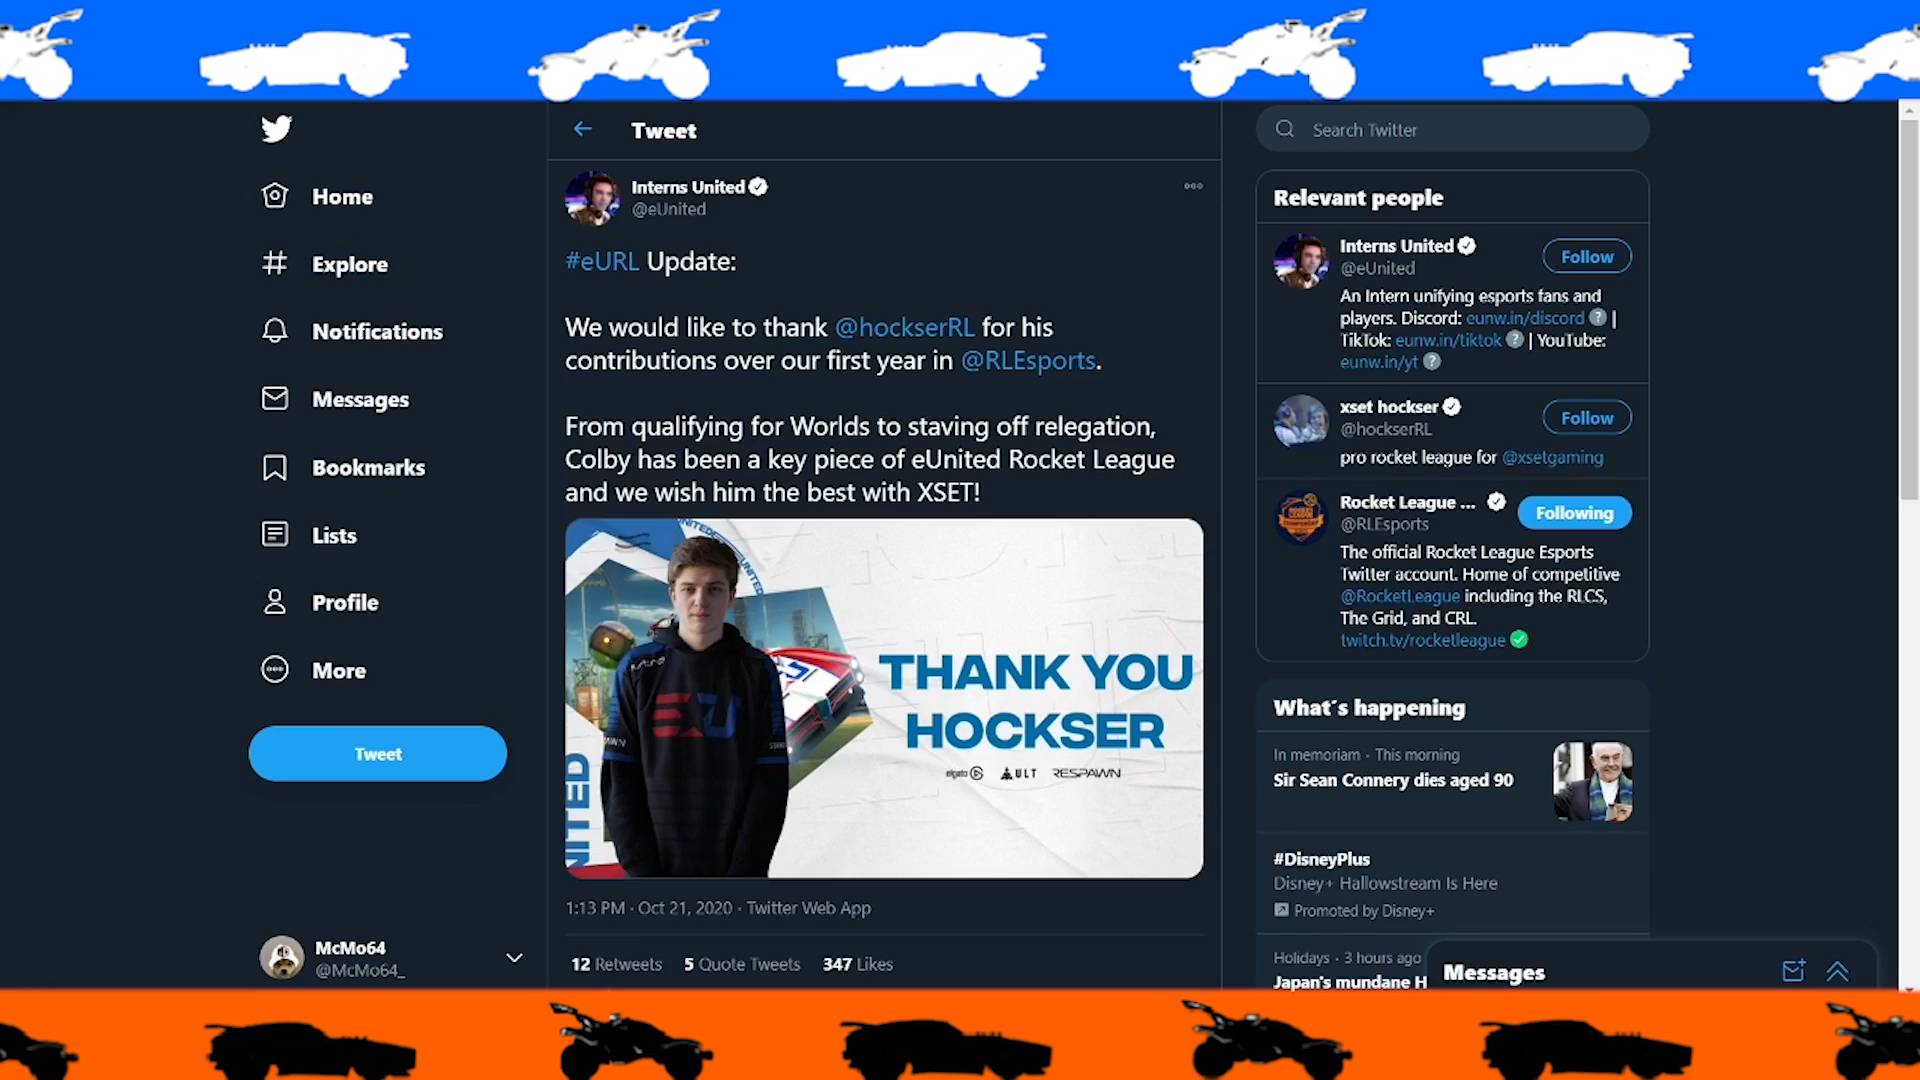 Home
Explore
Notifications
Messages
Bookmarks
Lists
Profile
More
Tweet
McMo64
@McMo64_
Tweet
Interns United
@eUnited
#eURL Update:
We would like to thank @hockserRL for his
contributions over our first year in @RLEsports.
From qualifying for Worlds to staving off relegation,
Colby has been a key piece of eUnited Rocket League
and we wish him the best with XSET!
THANK YOU
HOCKSER
elgato AULT RESPAWN
1:13 PM · Oct 21, 2020 · Twitter Web App
12 Retweets 5 Quote Tweets 347 Likes
Search Twitter
Relevant people
Interns United
@eUnited
Follow
An Intern unifying esports fans and
players. Discord: eunw.in/discord |
TikTok: eunw.in/tiktok | YouTube:
eunw.in/yt
xset hockser
@hockserRL
Follow
pro rocket league for @xsetgaming
Rocket League ...
@RLEsports
Following
The official Rocket League Esports
Twitter account. Home of competitive
@RocketLeague including the RLCS,
The Grid, and CRL.
twitch.tv/rocketleague
What's happening
In memoriam · This morning
Sir Sean Connery dies aged 90
#DisneyPlus
Disney+ Hallowstream Is Here
Promoted by Disney+
Holidays · 3 hours ago
Japan's mundane H
Messages